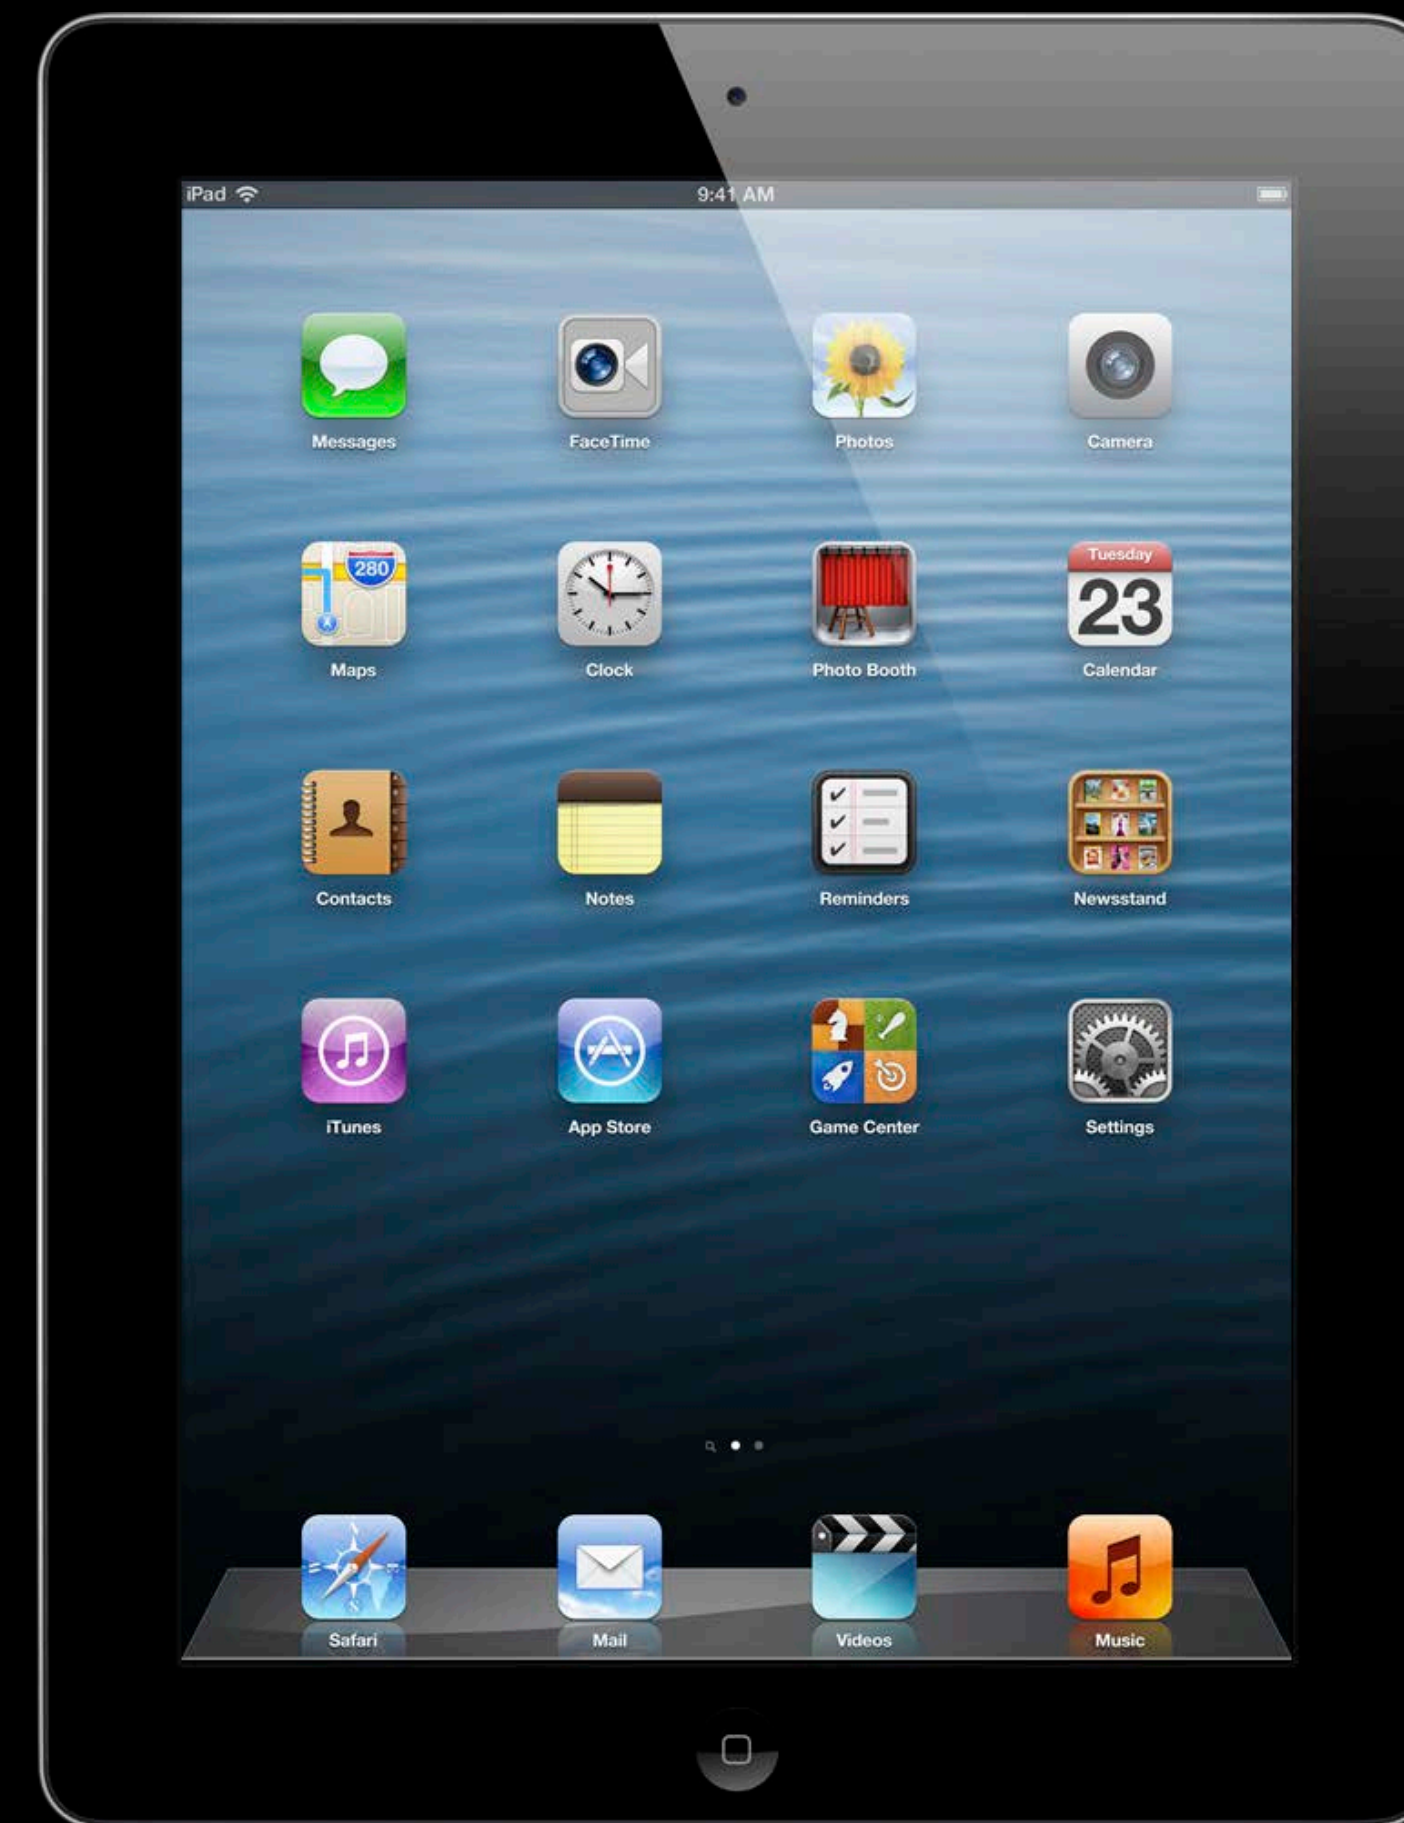 iPad 9:41 AM
Messages FaceTime Photos Camera
280
Tuesday
23
Maps Clock Photo Booth Calendar
Contacts Notes Reminders Newsstand
iTunes App Store Game Center Settings
Safari Mail Videos Music